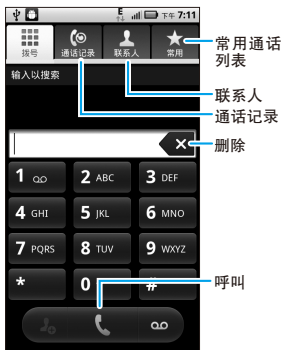 E 下午 7:11
拨号 通话记录 联系人 常用
输入以搜索
1 2 ABC 3 DEF
4 GHI 5 JKL 6 MNO
7 PQRS 8 TUV 9 WXYZ
* 0 #
常用通话
列表
联系人
通话记录
删除
呼叫